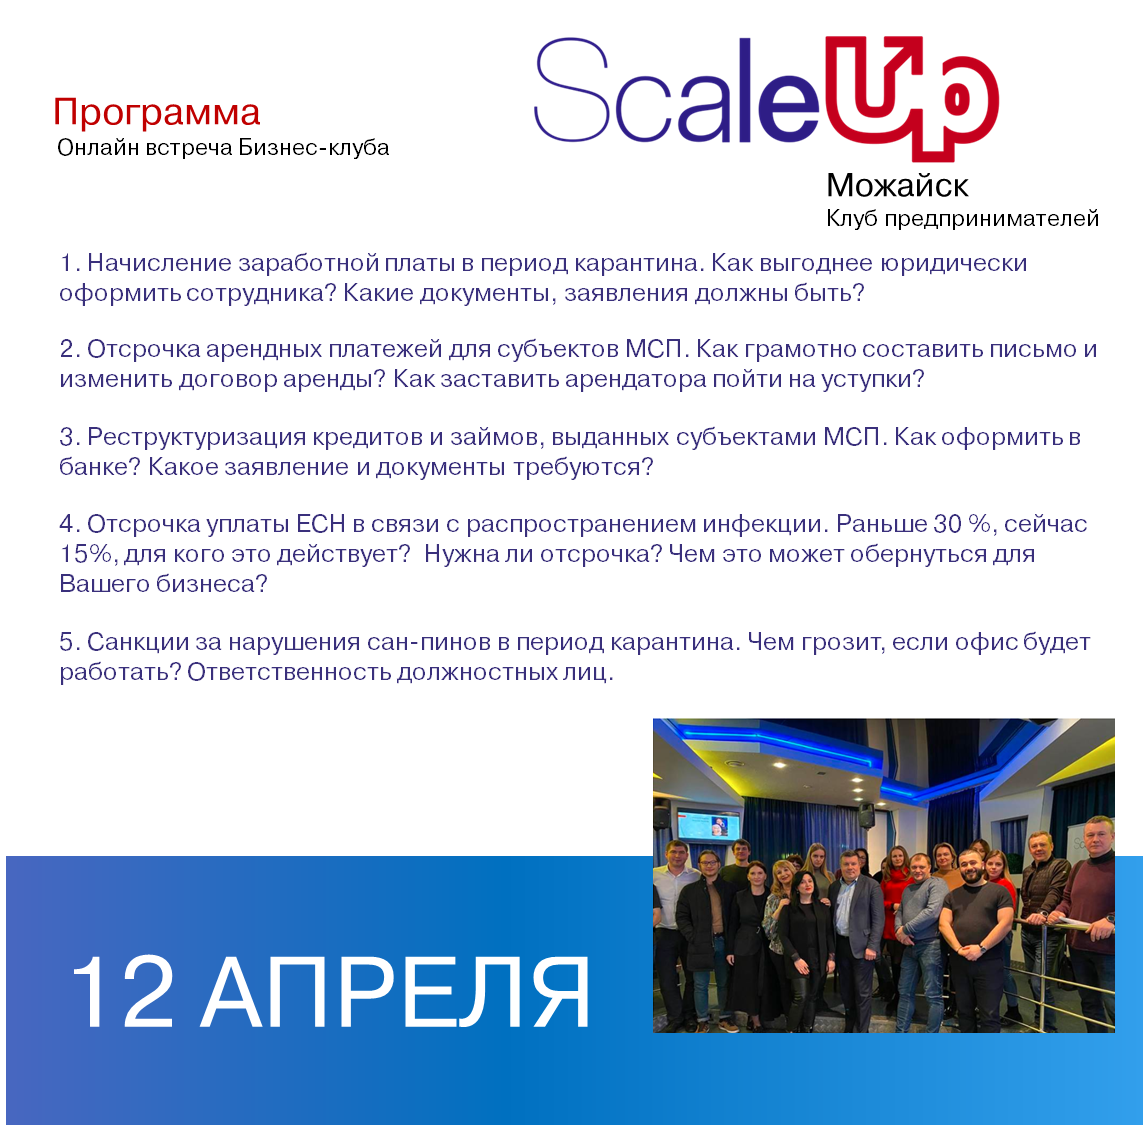 ScaleUp
Программа
Онлайн встреча Бизнес-клуба
Можайск
Клуб предпринимателей
1. Начисление заработной платы в период карантина. Как выгоднее юридически
оформить сотрудника? Какие документы, заявления должны быть?
2. Отсрочка арендных платежей для субъектов МСП. Как грамотно составить письмо и
изменить договор аренды? Как заставить арендатора пойти на уступки?
3. Реструктуризация кредитов и займов, выданных субъектами МСП. Как оформить в
банке? Какое заявление и документы требуются?
4. Отсрочка уплаты ЕСН в связи с распространением инфекции. Раньше 30 %, сейчас
15%, для кого это действует? Нужна ли отсрочка? Чем это может обернуться для
Вашего бизнеса?
5. Санкции за нарушения сан-пинов в период карантина. Чем грозит, если офис будет
работать? Ответственность должностных лиц.
12 АПРЕЛЯ